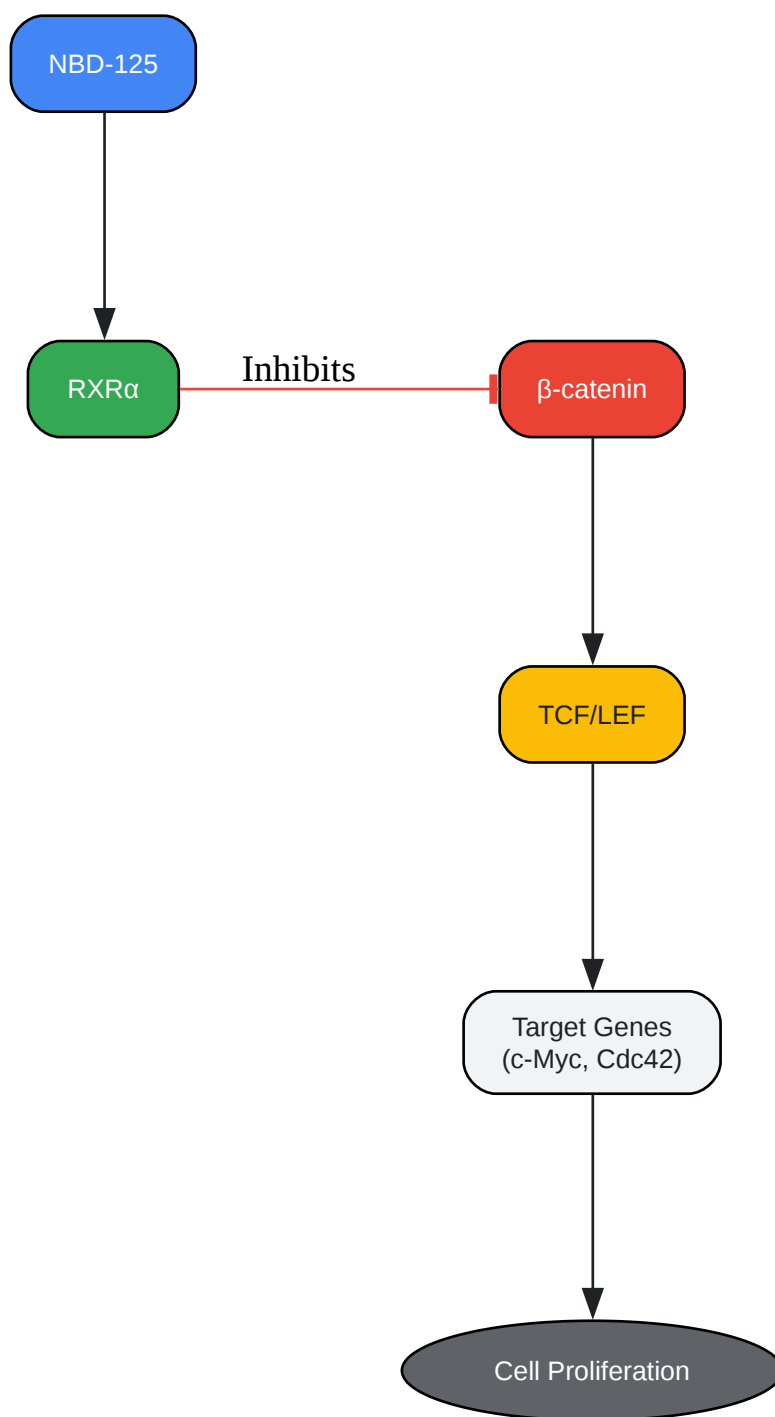 NBD-125
RXRα
Inhibits
β-catenin
TCF/LEF
Target Genes
(c-Myc, Cdc42)
Cell Proliferation